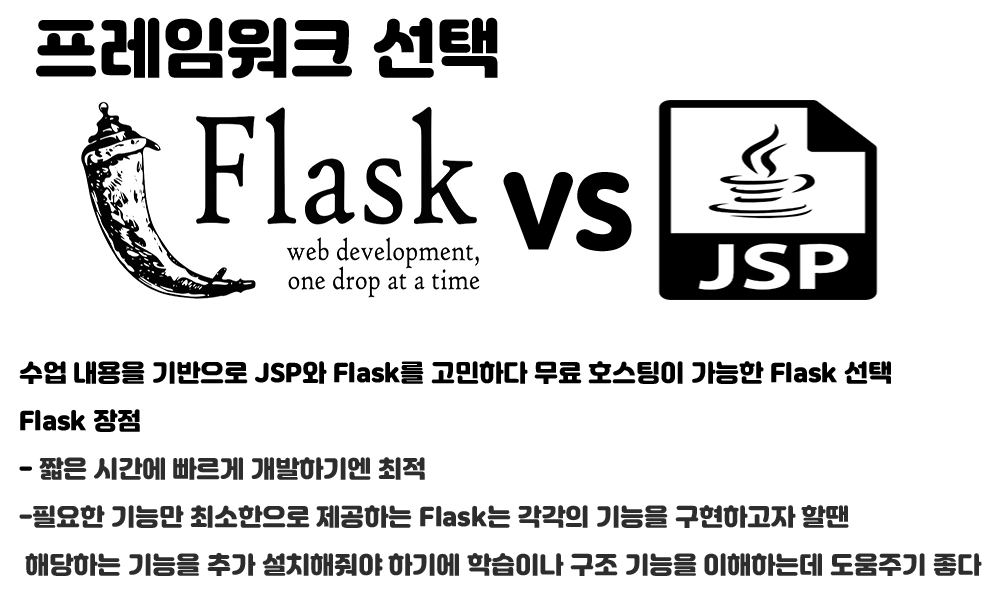 프레임워크 선택
Flask
web development,
one drop at a time
VS
JSP
수업 내용을 기반으로 JSP와 Flask를 고민하다 무료 호스팅이 가능한 Flask 선택
Flask 장점
- 짧은 시간에 빠르게 개발하기엔 최적
-필요한 기능만 최소한으로 제공하는 Flask는 각각의 기능을 구현하고자 할땐
해당하는 기능을 추가 설치해줘야 하기에 학습이나 구조 기능을 이해하는데 도움주기 좋다